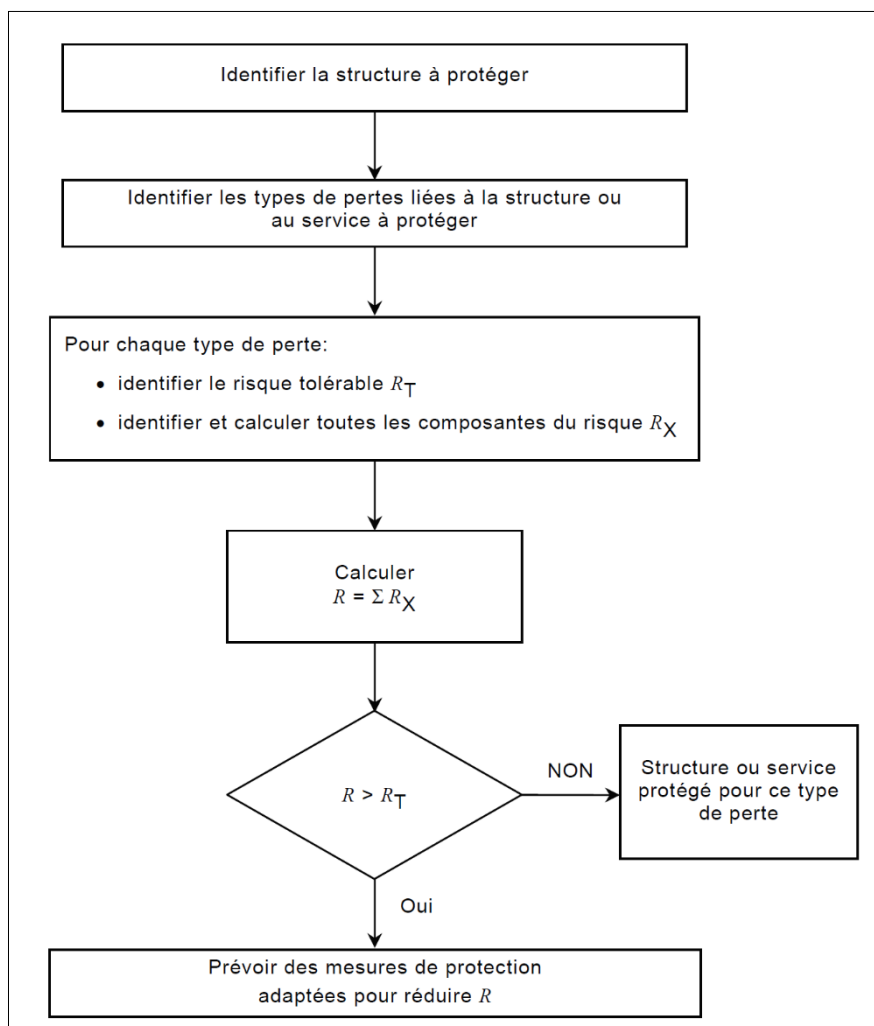 Identifier la structure à protéger
Identifier les types de pertes liées à la structure ou
au service à protéger
Pour chaque type de perte:
• identifier le risque tolérable RT
• identifier et calculer toutes les composantes du risque RX
Calculer
R = Σ RX
R > RT
NON
Structure ou service
protégé pour ce type
de perte
Oui
Prévoir des mesures de protection
adaptées pour réduire R